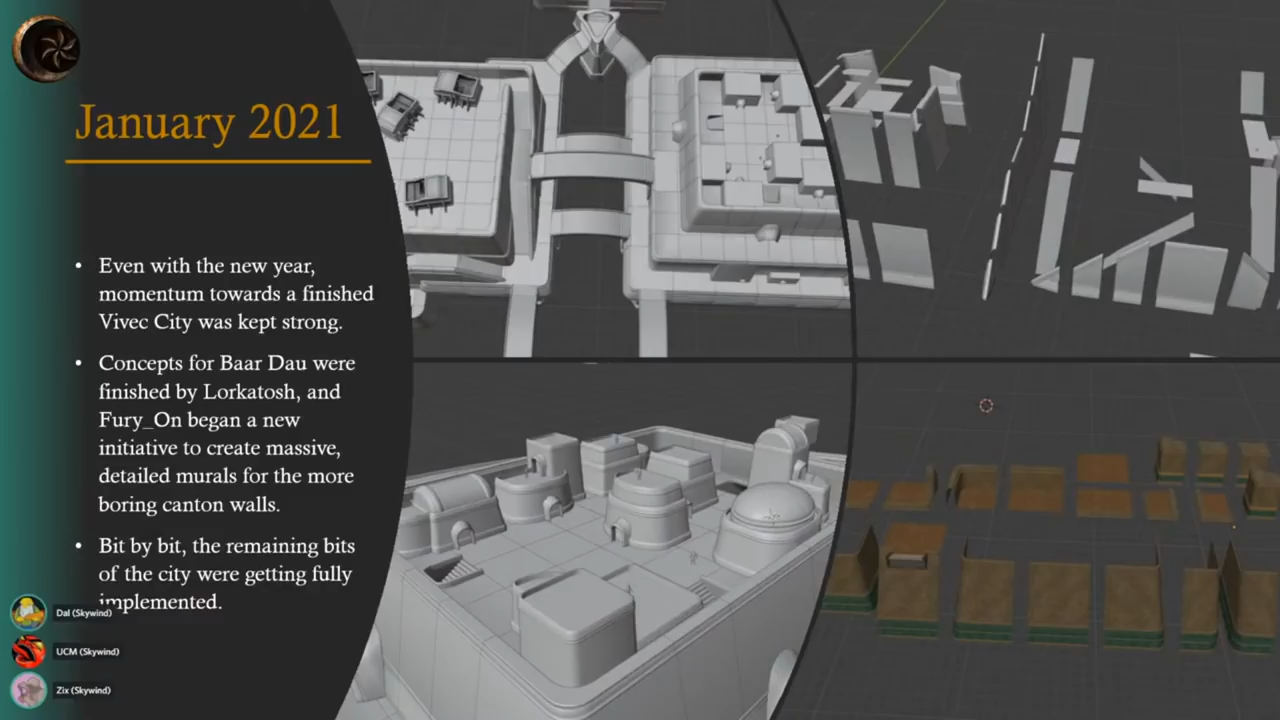 January 2021
• Even with the new year,
momentum towards a finished
Vivec City was kept strong.
• Concepts for Baar Dau were
finished by Lorkatosh, and
Fury_On began a new
initiative to create massive,
detailed murals for the more
boring canton walls.
• Bit by bit, the remaining bits
of the city were getting fully
implemented.
Dal (Skywind)
UCM (Skywind)
Zix (Skywind)